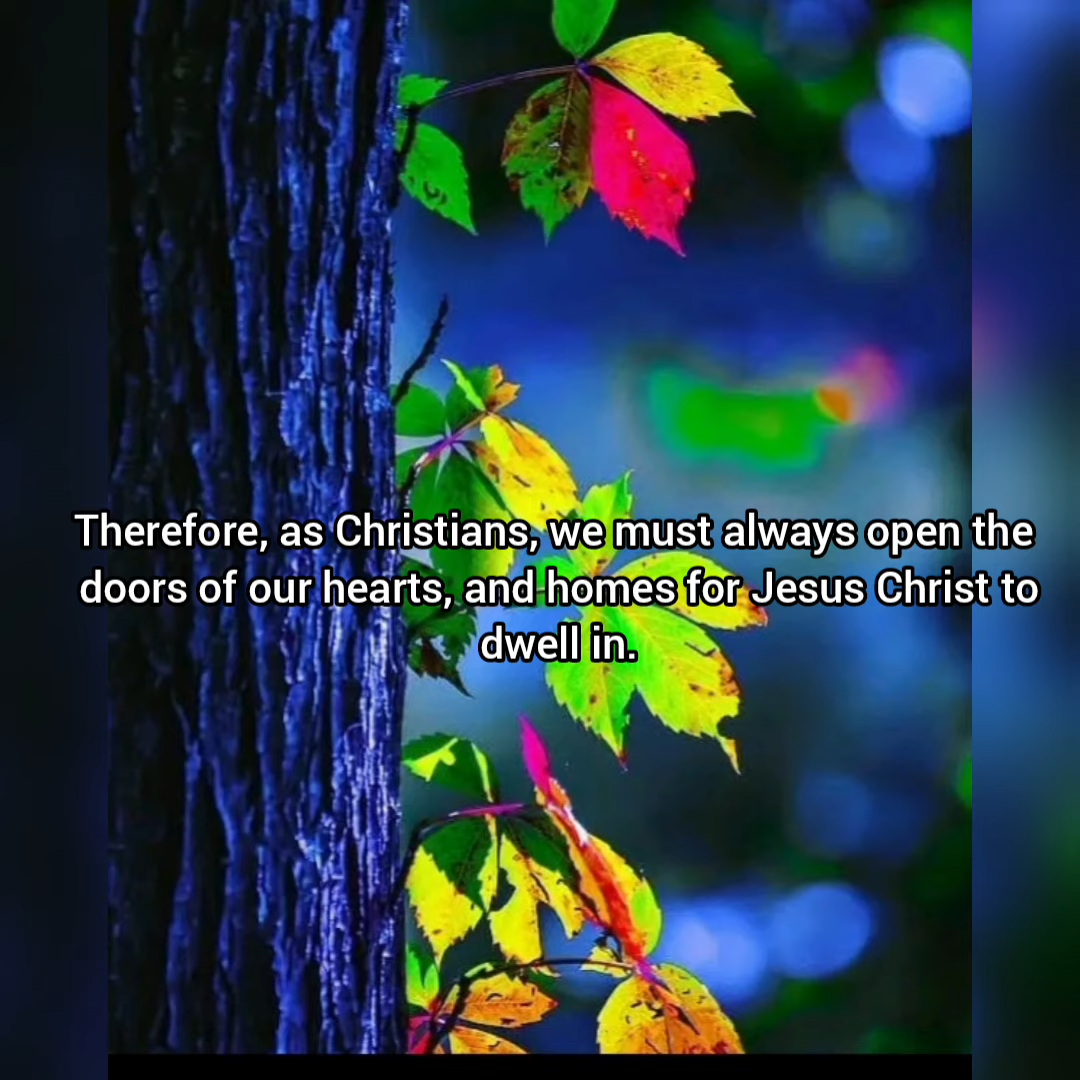 Therefore, as Christians, we must always open the
doors of our hearts, and homes for Jesus Christ to
dwell in.